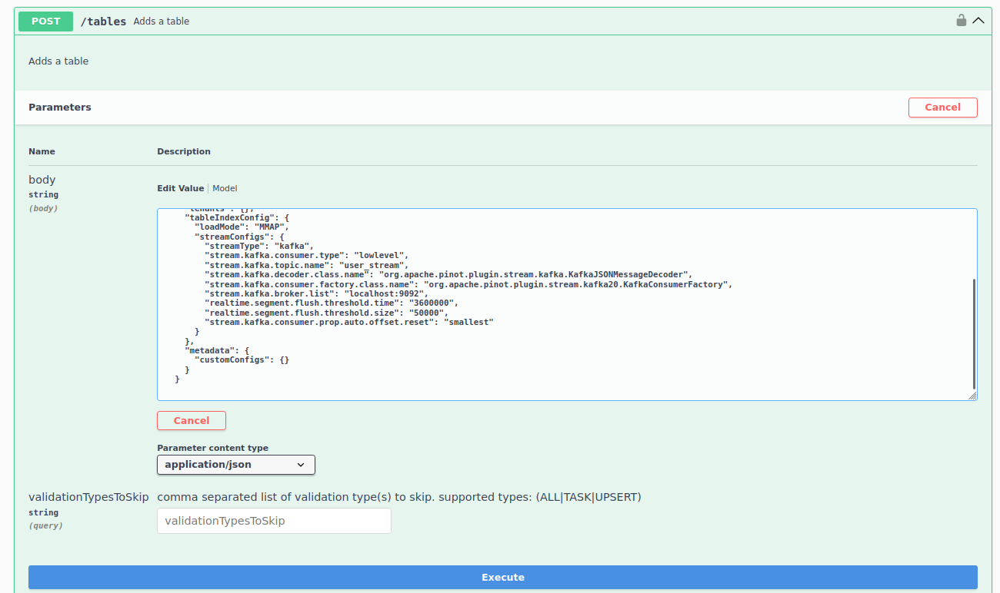 POST /tables Adds a table
Adds a table
Parameters Cancel
Name Description
body
string
(body)
Edit Value Model
"tenants": {},
"tableIndexConfig": {
"loadMode": "MMAP",
"streamConfigs": {
"streamType": "kafka",
"stream.kafka.consumer.type": "lowlevel",
"stream.kafka.topic.name": "user_stream",
"stream.kafka.decoder.class.name": "org.apache.pinot.plugin.stream.kafka.KafkaJSONMessageDecoder",
"stream.kafka.consumer.factory.class.name": "org.apache.pinot.plugin.stream.kafka20.KafkaConsumerFactory",
"stream.kafka.broker.list": "localhost:9092",
"realtime.segment.flush.threshold.time": "3600000",
"realtime.segment.flush.threshold.size": "50000",
"stream.kafka.consumer.prop.auto.offset.reset": "smallest"
}
},
"metadata": {
"customConfigs": {}
}
}
Cancel
Parameter content type
application/json
validationTypesToSkip
string
(query)
comma separated list of validation type(s) to skip. supported types: (ALL|TASK|UPSERT)
validationTypesToSkip
Execute